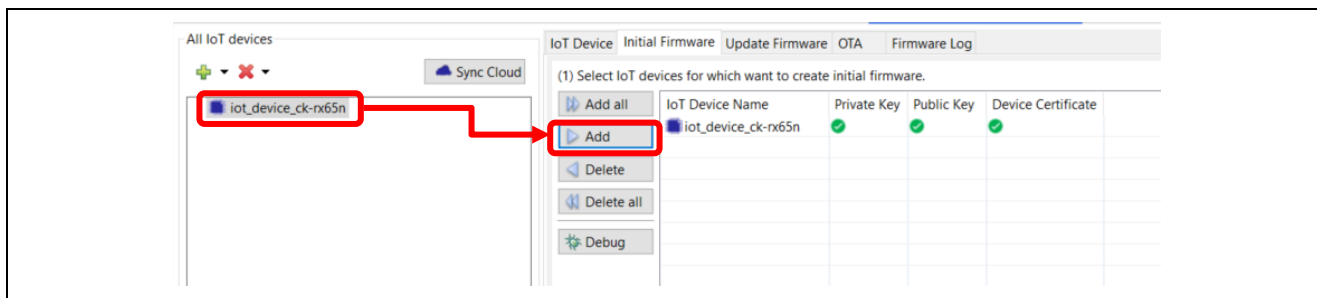 All IoT devices
Sync Cloud
iot_device_ck-rx65n
IoT Device Initial Firmware Update Firmware OTA Firmware Log
(1) Select IoT devices for which want to create initial firmware.
Add all
Add
Delete
Delete all
Debug
IoT Device Name Private Key Public Key Device Certificate
iot_device_ck-rx65n